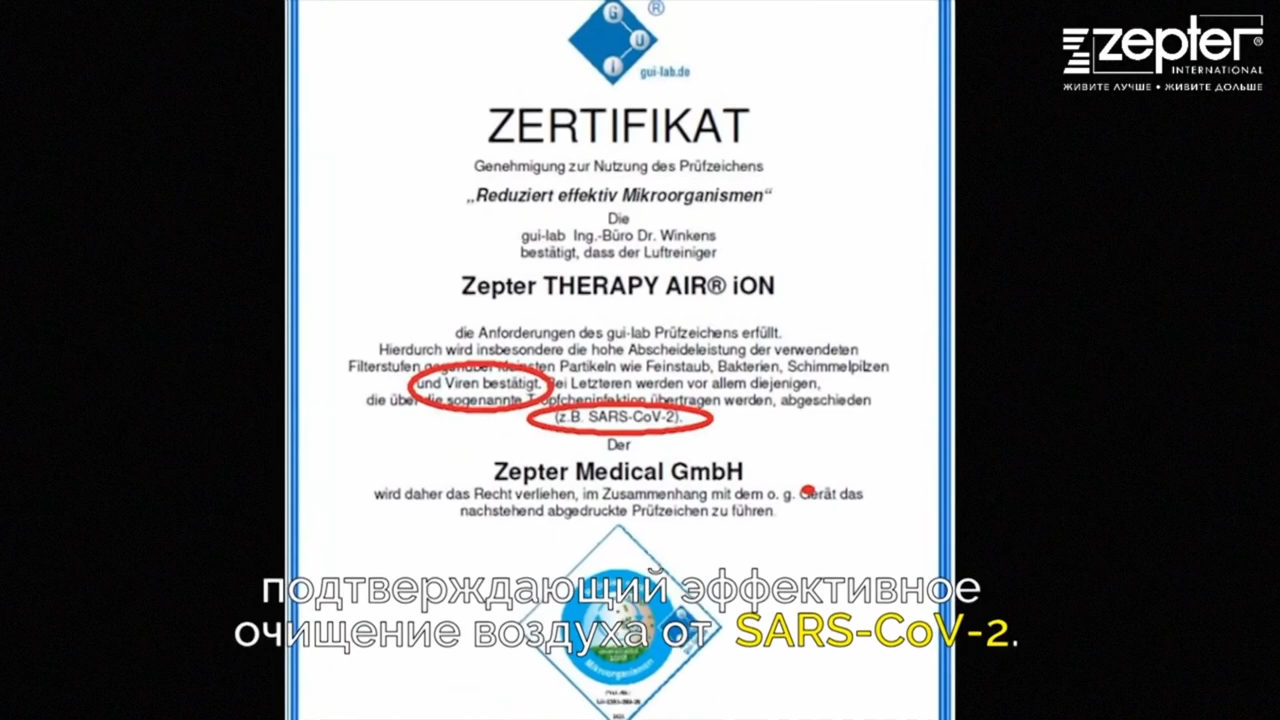 G
U
I
®
gui-lab.de
zepter®
INTERNATIONAL
ЖИВИТЕ ЛУЧШЕ • ЖИВИТЕ ДОЛЬШЕ
ZERTIFIKAT
Genehmigung zur Nutzung des Prüfzeichens
„Reduziert effektiv Mikroorganismen“
Die
gui-lab Ing.-Büro Dr. Winkens
bestätigt, dass der Luftreiniger
Zepter THERAPY AIR® iON
die Anforderungen des gui-lab Prüfzeichens erfüllt.
Hierdurch wird insbesondere die hohe Abscheideleistung der verwendeten
Filterstufen gegenüber kleinsten Partikeln wie Feinstaub, Bakterien, Schimmelpilzen
und Viren bestätigt. Bei Letzteren werden vor allem diejenigen,
die über die sogenannte Tröpfcheninfektion übertragen werden, abgeschieden
(z.B. SARS-CoV-2).
Der
Zepter Medical GmbH
wird daher das Recht verliehen, im Zusammenhang mit dem o. g. Gerät das
nachstehend abgedruckte Prüfzeichen zu führen.
подтверждающий эффективное
очищение воздуха от SARS-CoV-2.
Mikroorganismen